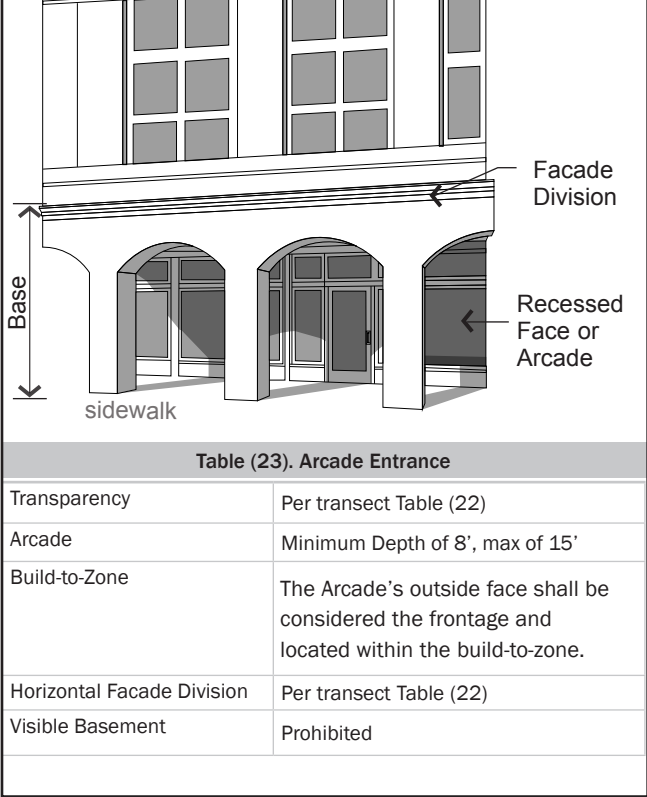 Facade
Division
Base
Recessed
Face or
Arcade
sidewalk
Table (23). Arcade Entrance
Transparency
Per transect Table (22)
Arcade
Minimum Depth of 8’, max of 15’
Build-to-Zone
The Arcade’s outside face shall be
considered the frontage and
located within the build-to-zone.
Horizontal Facade Division
Per transect Table (22)
Visible Basement
Prohibited